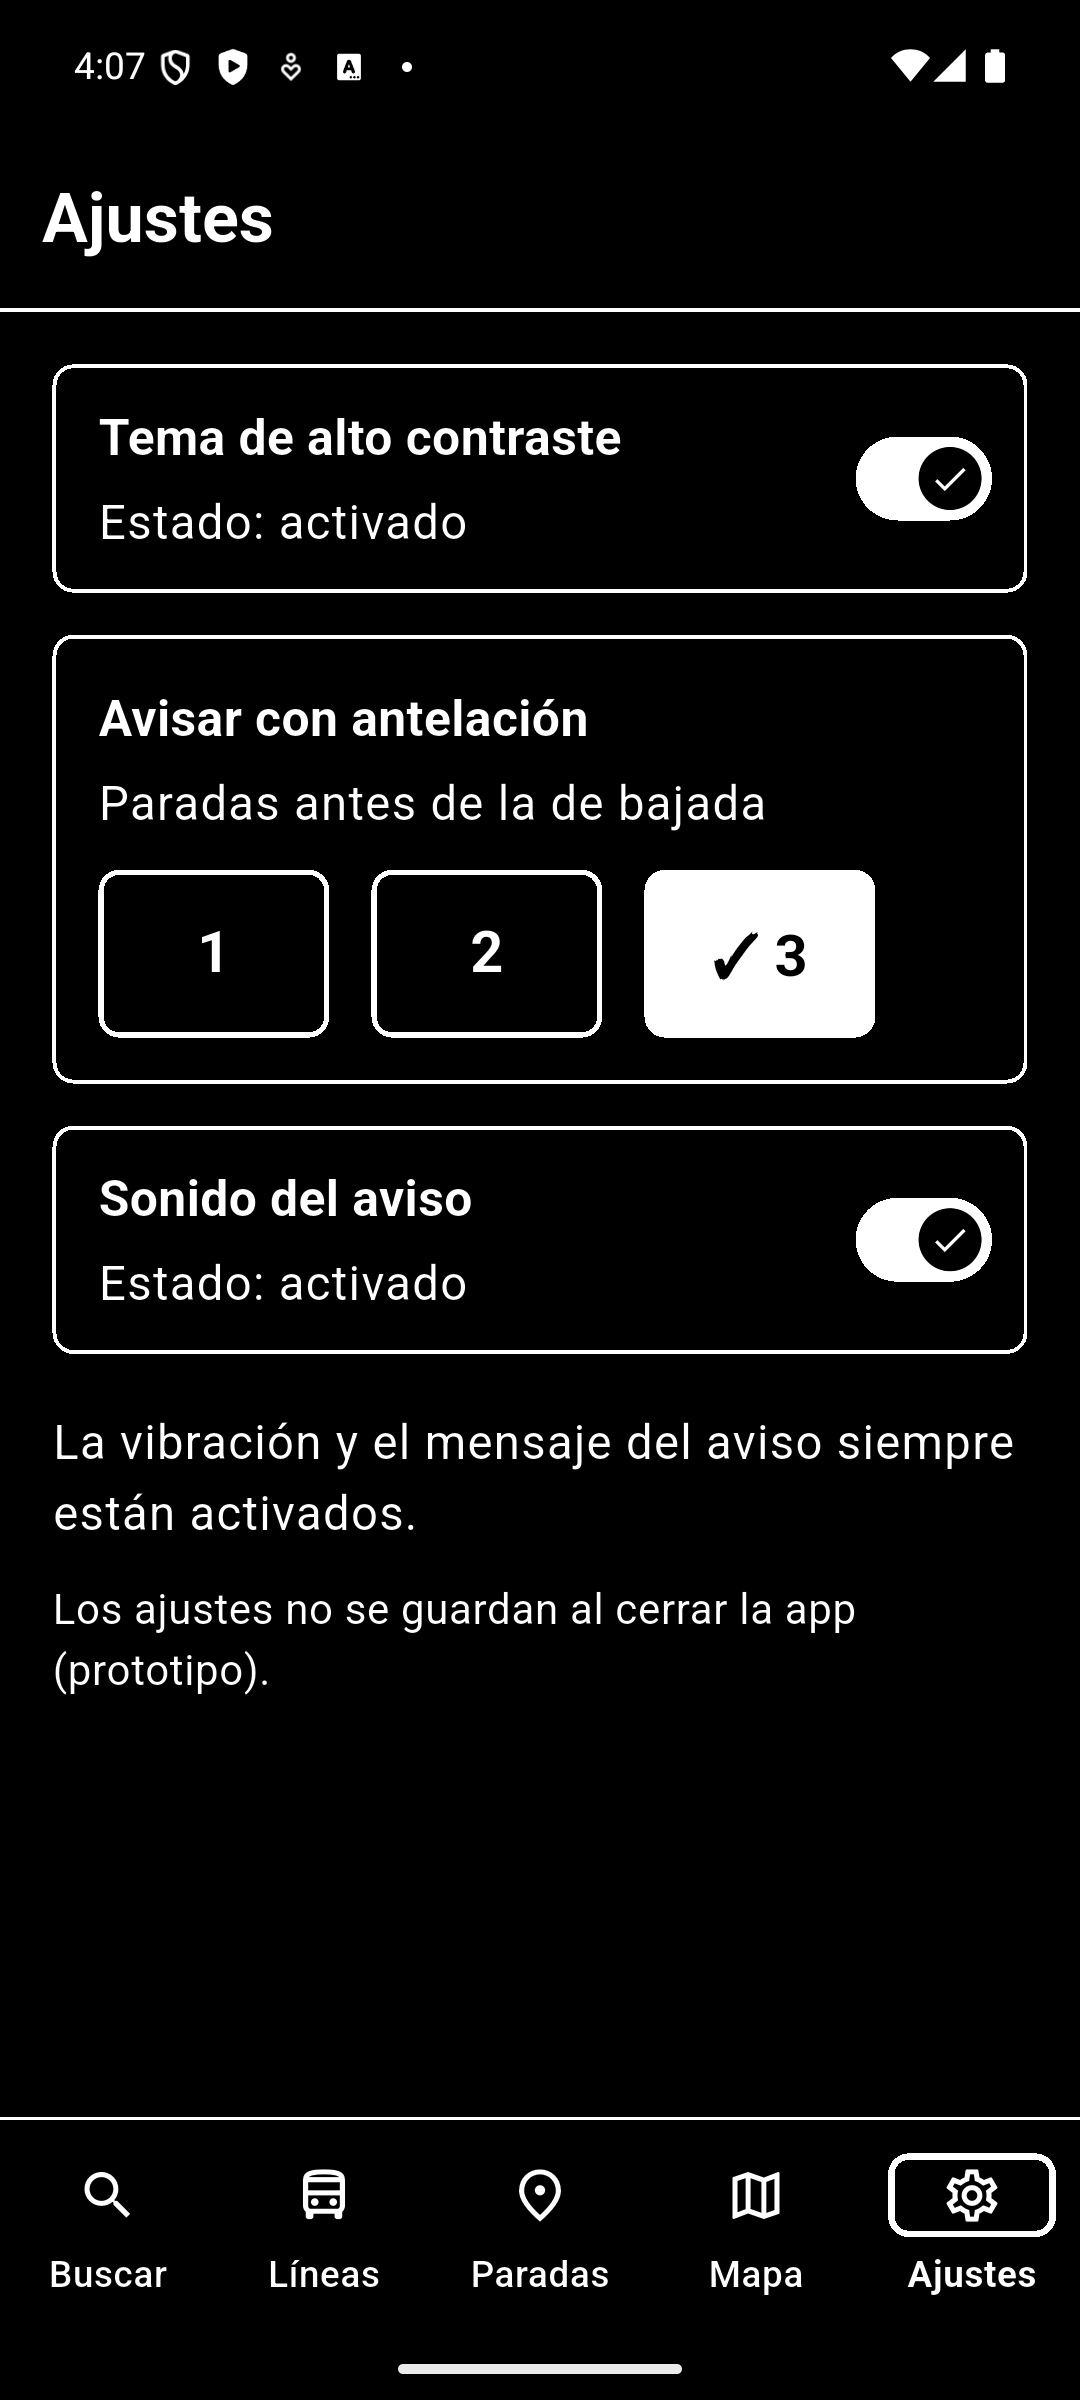 4:07
Ajustes
Tema de alto contraste
Estado: activado
Avisar con antelación
Paradas antes de la de bajada
1 2 ✓ 3
Sonido del aviso
Estado: activado
La vibración y el mensaje del aviso siempre
están activados.
Los ajustes no se guardan al cerrar la app
(prototipo).
Buscar Líneas Paradas Mapa Ajustes